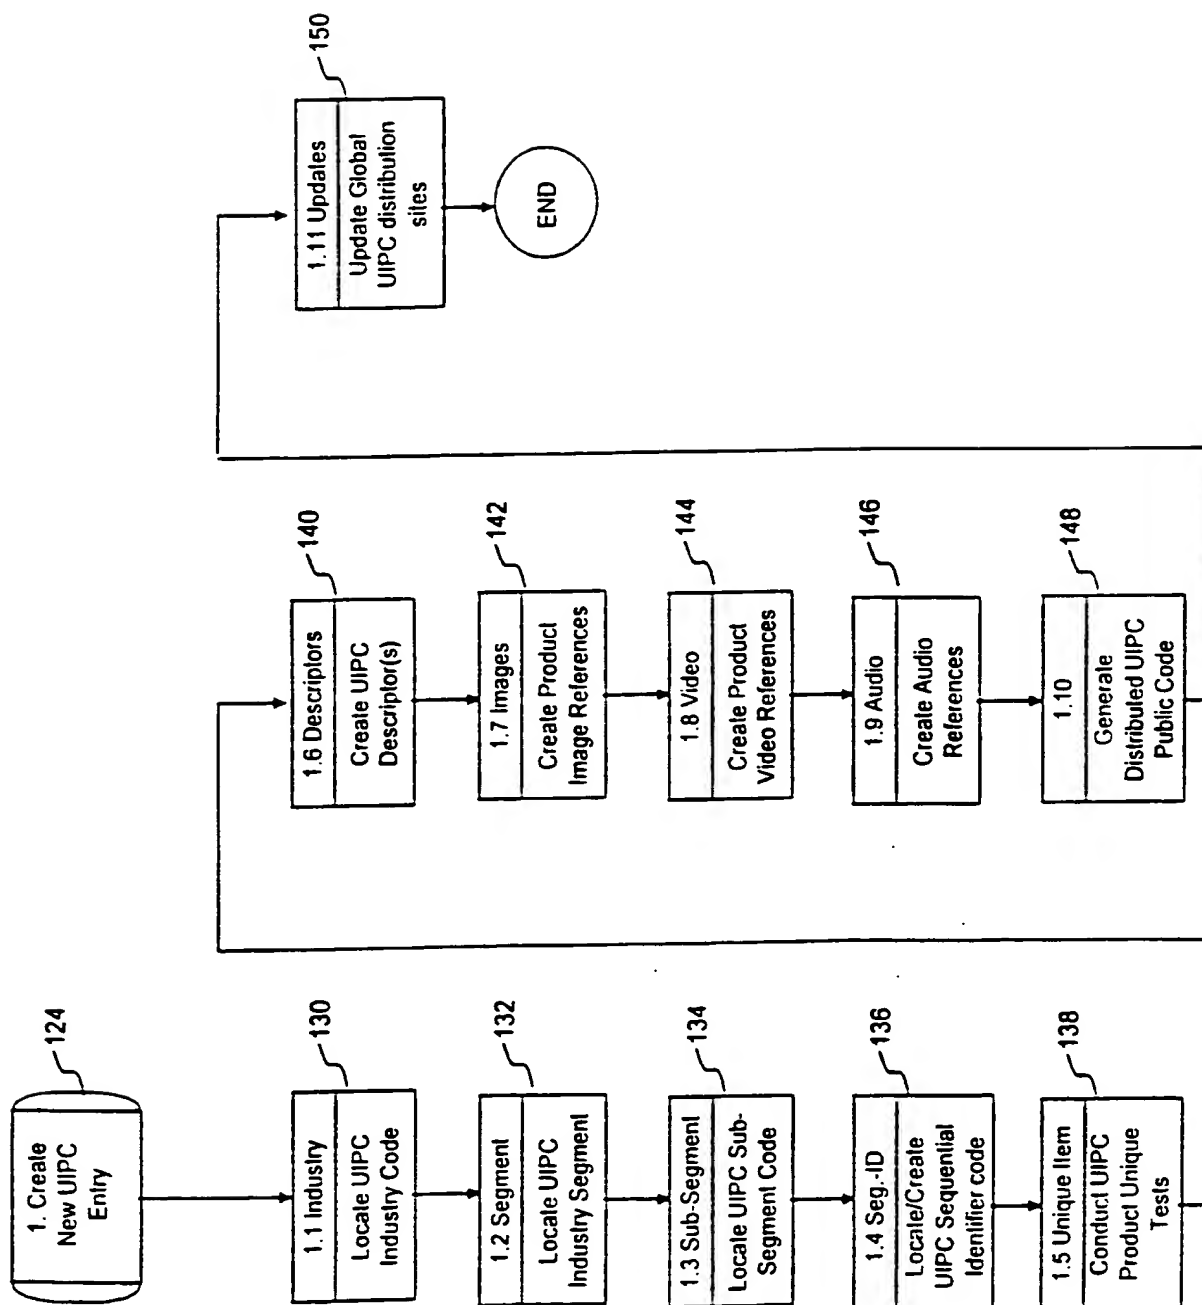 1. Create
New UIPC
Entry
124
1.1 Industry
Locate UIPC
Industry Code
130
1.2 Segment
Locate UIPC
Industry Segment
132
1.3 Sub-Segment
Locate UIPC Sub-
Segment Code
134
1.4 Seg.-ID
Locale/Create
UIPC Sequential
Identifier code
136
1.5 Unique Item
Conduct UIPC
Product Unique
Tests
138
1.6 Descriptors
Create UIPC
Descriptor(s)
140
1.7 Images
Create Product
Image References
142
1.8 Video
Create Product
Video References
144
1.9 Audio
Create Audio
References
146
1.10
Generate
Distributed UIPC
Public Code
148
1.11 Updates
Update Global
UIPC distribution
sites
150
END